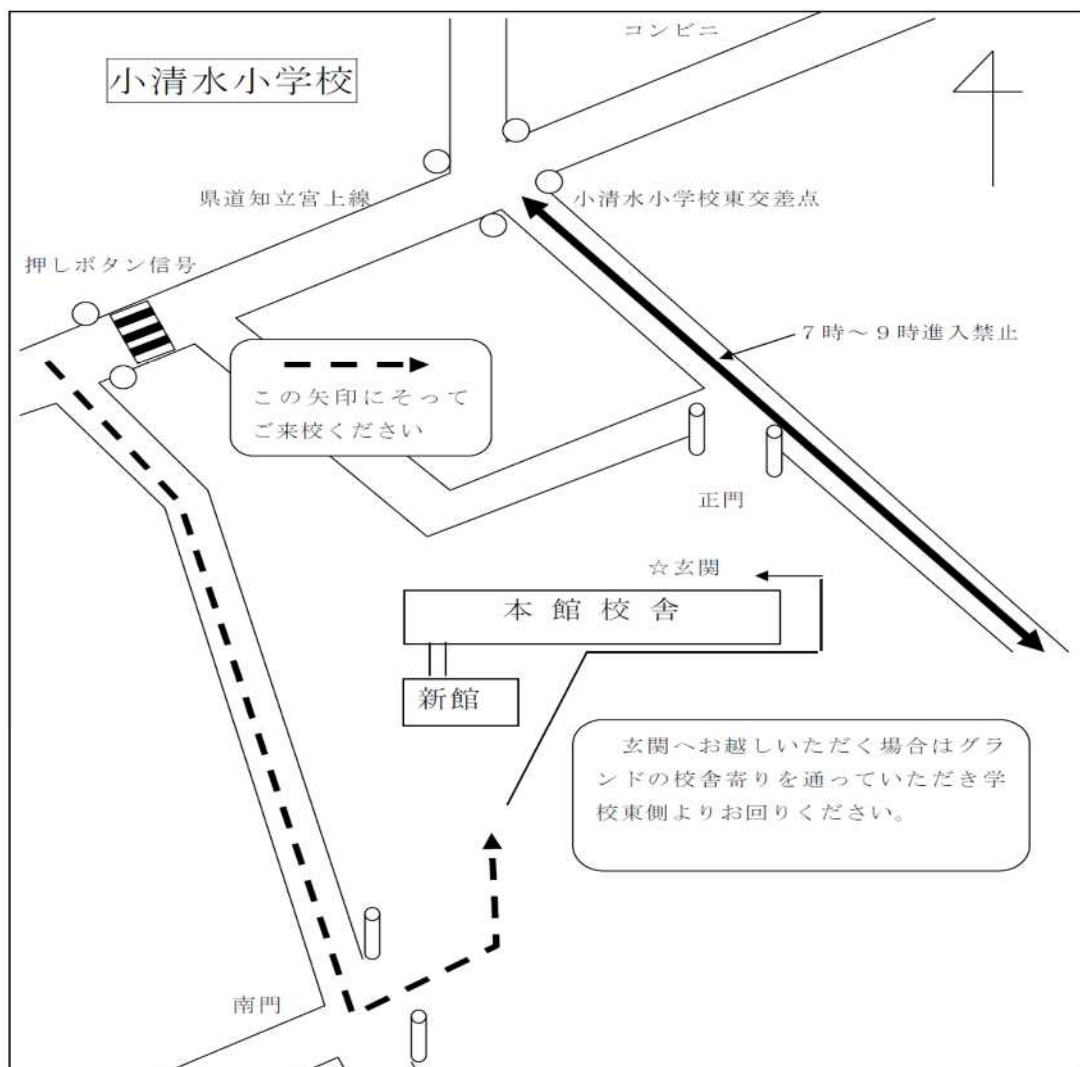 コンビニ
小清水小学校
県道知立宮上線
小清水小学校東交差点
押しボタン信号
7時～9時進入禁止
この矢印にそって
ご来校ください
正門
☆玄関
本館校舎
新館
玄関へお越しいただく場合はグラ
ンドの校舎寄りを通っていただき学
校東側よりお回りください。
南門